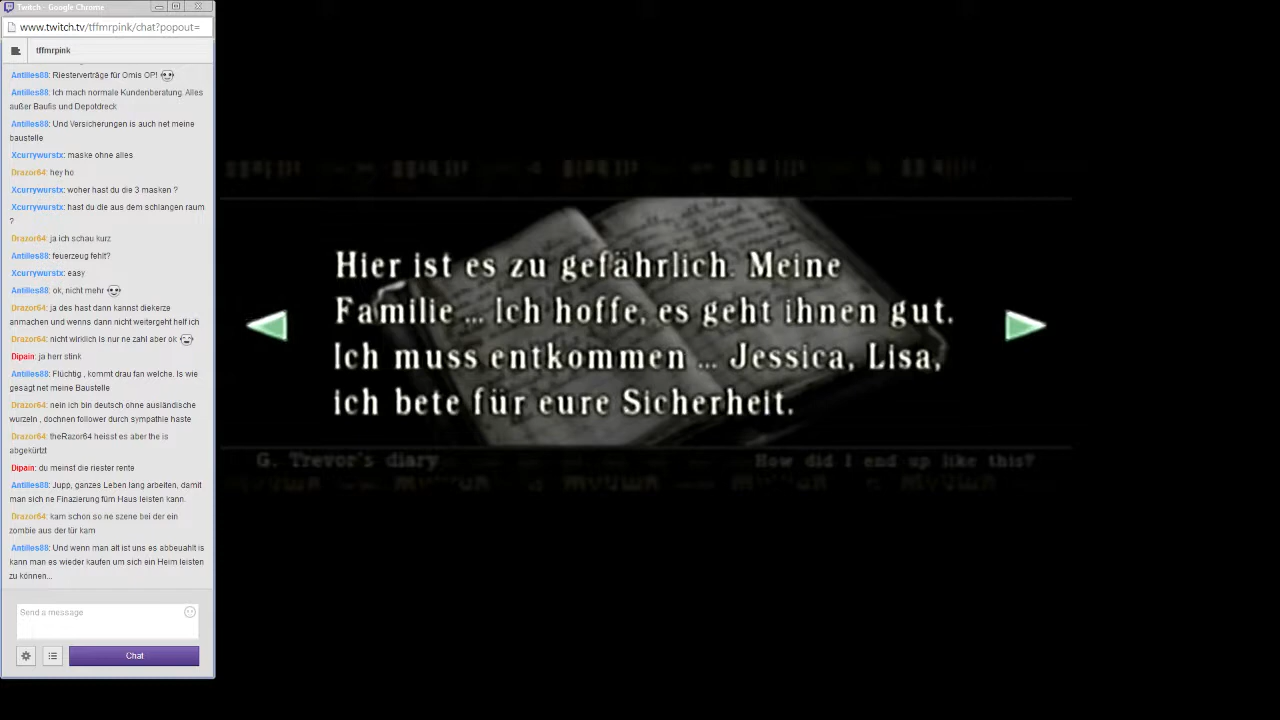 Twitch - Google Chrome
www.twitch.tv/tffmrpink/chat?popout=
tffmrpink
Antilles88: Riesterverträge für Omis OP!
Antilles88: Ich mach normale Kundenberatung. Alles
außer Baufis und Depotdreck
Antilles88: Und Versicherungen is auch net meine
baustelle
Xcurrywurstx: maske ohne alles
Drazor64: hey ho
Xcurrywurstx: woher hast du die 3 masken ?
Xcurrywurstx: hast du die aus dem schlangen raum
?
Drazor64: ja ich schau kurz
Antilles88: feuerzeug fehlt?
Xcurrywurstx: easy
Antilles88: ok, nicht mehr
Drazor64: ja des hast dann kannst diekerze
anmachen und wenns dann nicht weitergeht helf ich
Drazor64: nicht wirklich is nur ne zahl aber ok
Dipain: ja herr stink
Antilles88: Flüchtig , kommt drau fan welche. Is wie
gesagt net meine Baustelle
Drazor64: nein ich bin deutsch ohne ausländische
wurzeln , dochnen follower durch sympathie haste
Drazor64: theRazor64 heisst es aber the is
abgekürtzt
Dipain: du meinst die riester rente
Antilles88: Jupp, ganzes Leben lang arbeiten, damit
man sich ne Finazierung fürn Haus leisten kann.
Drazor64: kam schon so ne szene bei der ein
zombie aus der tür kam
Antilles88: Und wenn man alt ist uns es abbeuahlt is
kann man es wieder kaufen um sich ein Heim leisten
zu können...
Send a message
Chat
Hier ist es zu gefährlich. Meine
Familie ... Ich hoffe, es geht ihnen gut.
Ich muss entkommen ... Jessica, Lisa,
ich bete für eure Sicherheit.
G. Trevor's diary
How did I end up like this?